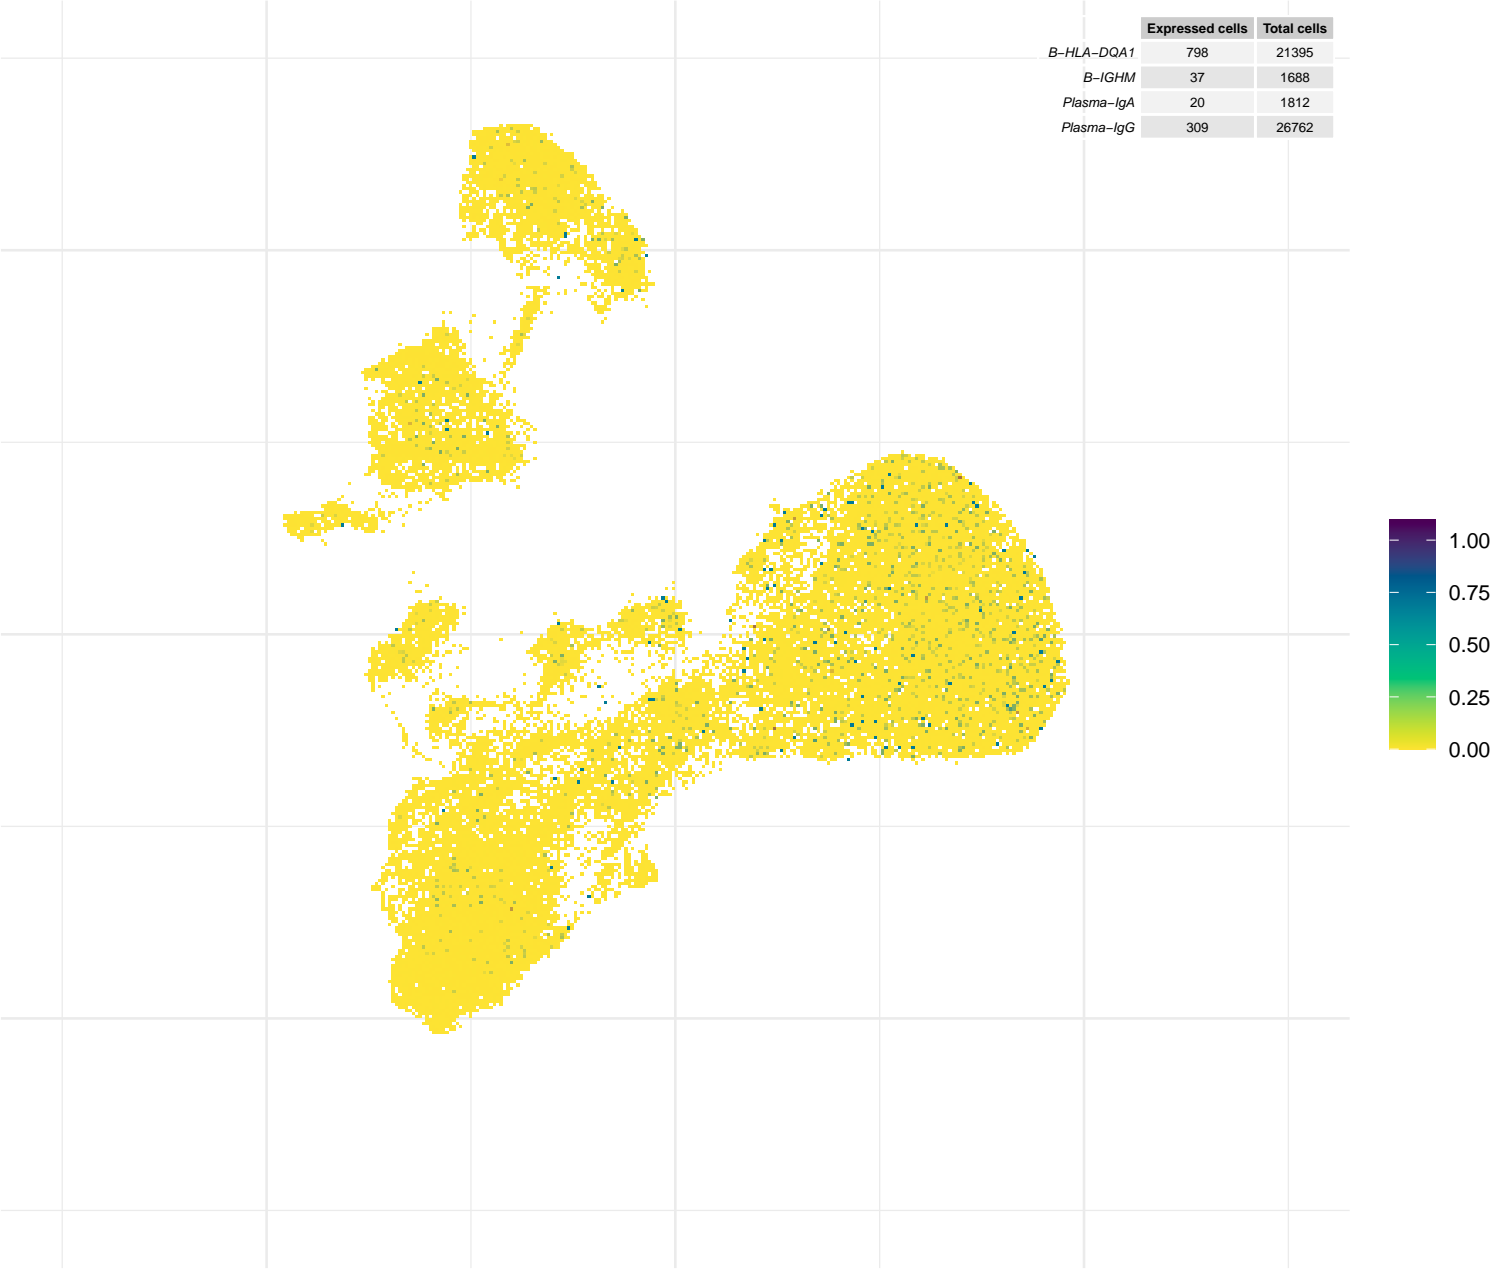 Expressed cells Total cells
B−HLA−DQA1 798 21395
B−IGHM 37 1688
Plasma−IgA 20 1812
Plasma−IgG 309 26762
1.00
0.75
0.50
0.25
0.00